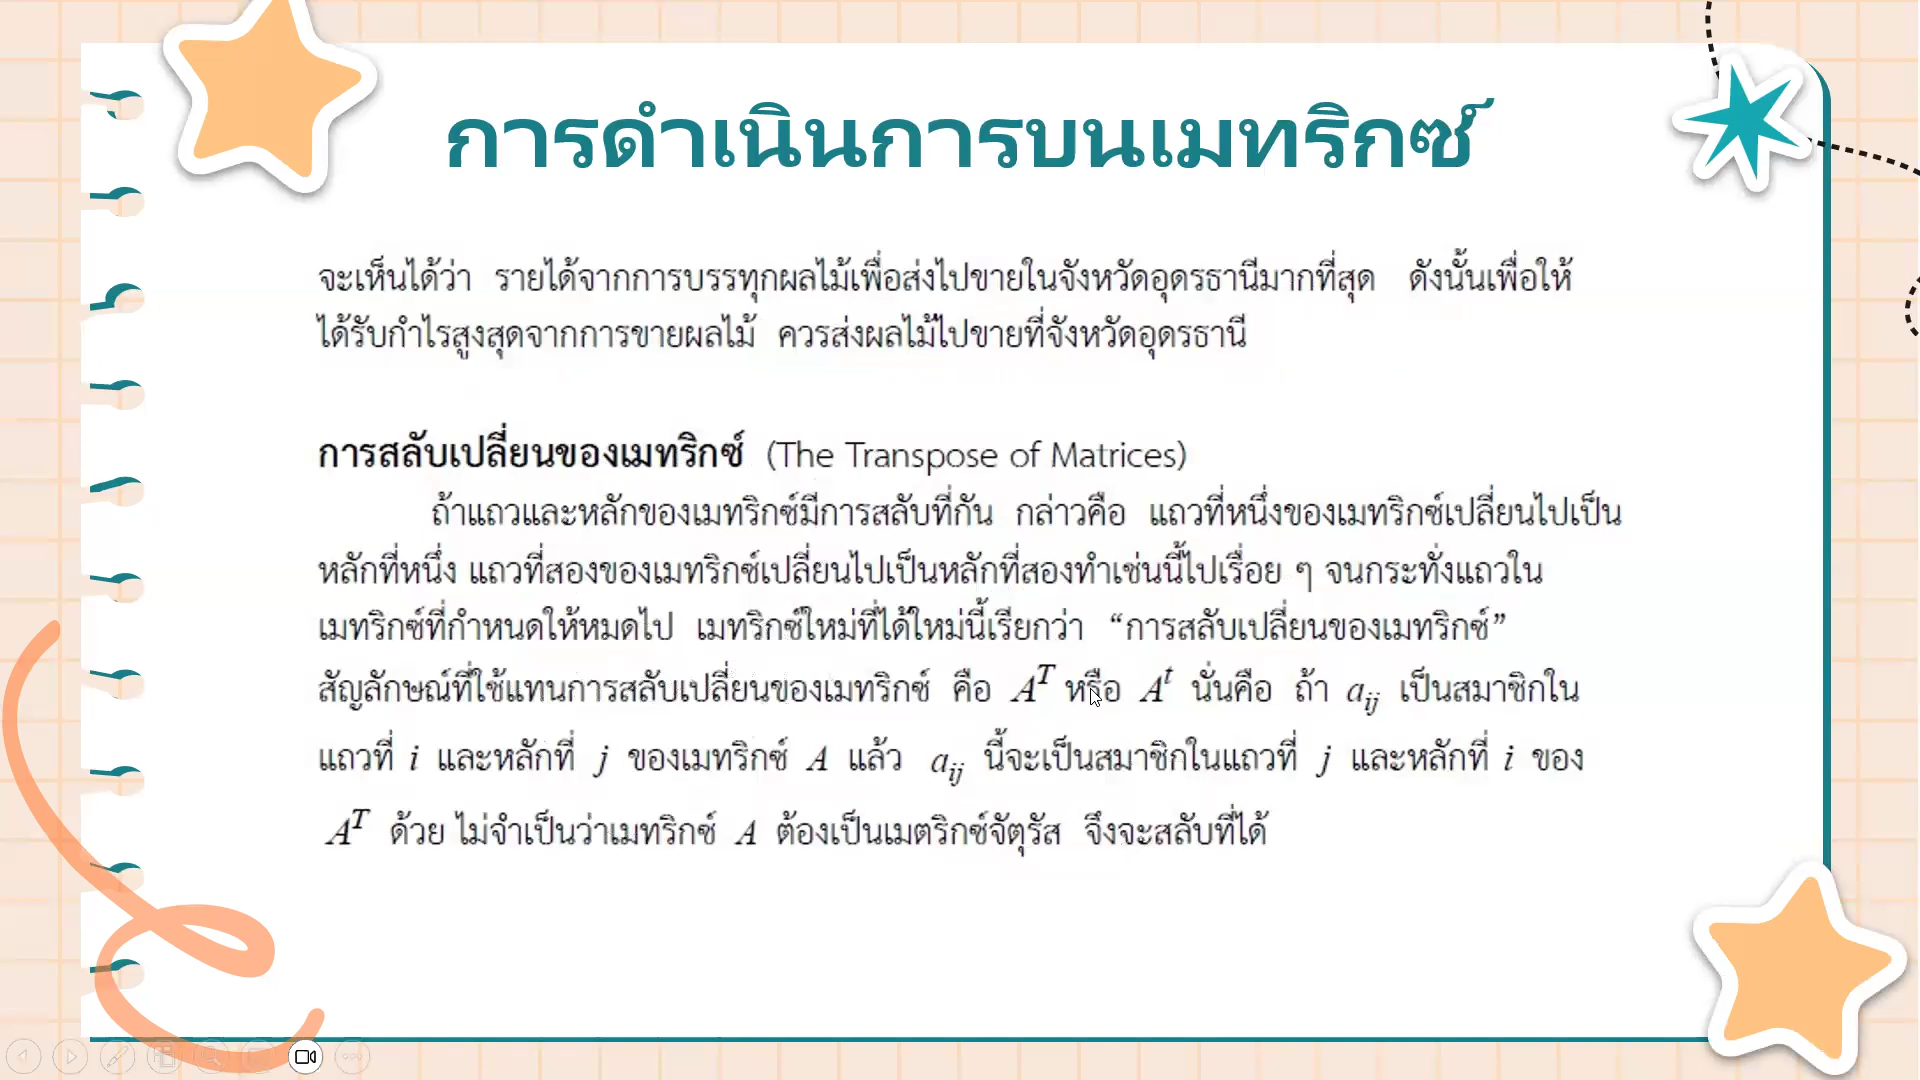 การดำเนินการบนเมทริกซ์
จะเห็นได้ว่า รายได้จากการบรรทุกผลไม้เพื่อส่งไปขายในจังหวัดอุดรธานีมากที่สุด ดังนั้นเพื่อให้
ได้รับกำไรสูงสุดจากการขายผลไม้ ควรส่งผลไม้ไปขายที่จังหวัดอุดรธานี
การสลับเปลี่ยนของเมทริกซ์ (The Transpose of Matrices)
ถ้าแถวและหลักของเมทริกซ์มีการสลับที่กัน กล่าวคือ แถวที่หนึ่งของเมทริกซ์เปลี่ยนไปเป็น
หลักที่หนึ่ง แถวที่สองของเมทริกซ์เปลี่ยนไปเป็นหลักที่สองทำเช่นนี้ไปเรื่อย ๆ จนกระทั่งแถวใน
เมทริกซ์ที่กำหนดให้หมดไป เมทริกซ์ใหม่ที่ได้ใหม่นี้เรียกว่า “การสลับเปลี่ยนของเมทริกซ์”
สัญลักษณ์ที่ใช้แทนการสลับเปลี่ยนของเมทริกซ์ คือ $A^T$ หรือ $A^t$ นั่นคือ ถ้า $a_{ij}$ เป็นสมาชิกใน
แถวที่ $i$ และหลักที่ $j$ ของเมทริกซ์ $A$ แล้ว $a_{ij}$ นี้จะเป็นสมาชิกในแถวที่ $j$ และหลักที่ $i$ ของ
$A^T$ ด้วย ไม่จำเป็นว่าเมทริกซ์ $A$ ต้องเป็นเมตริกซ์จัตุรัส จึงจะสลับที่ได้